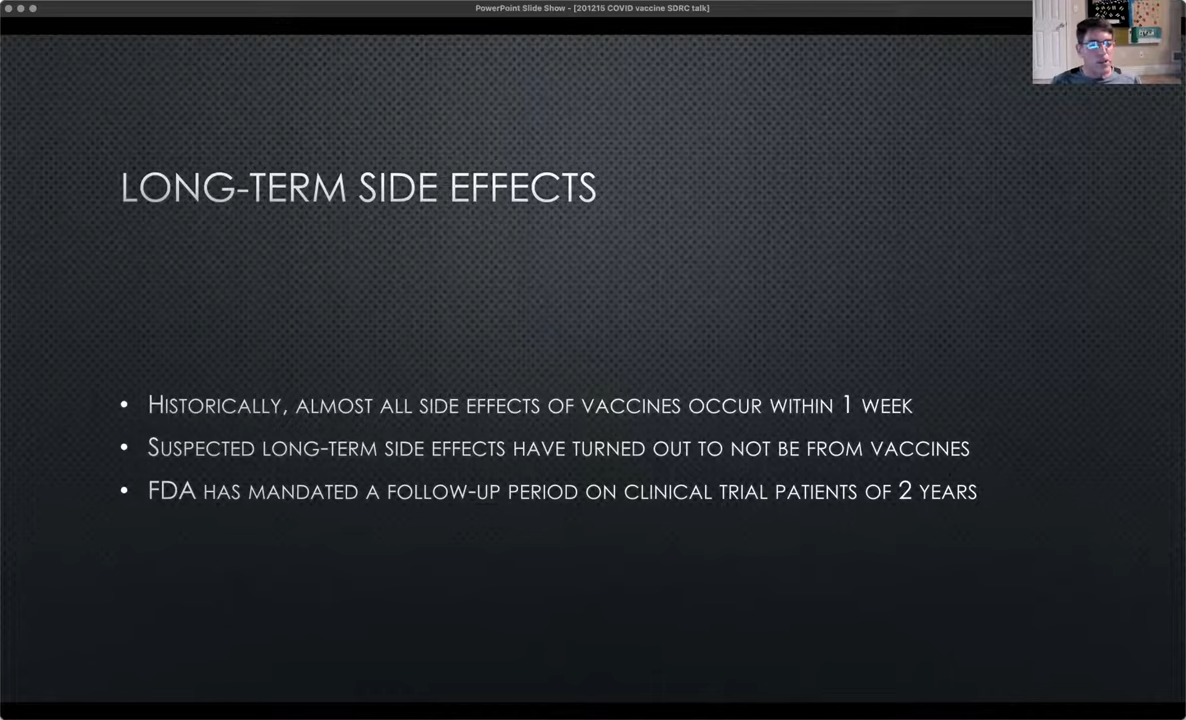 PowerPoint Slide Show - [201215 COVID vaccine SDRC talk]
LONG-TERM SIDE EFFECTS
• HISTORICALLY, ALMOST ALL SIDE EFFECTS OF VACCINES OCCUR WITHIN 1 WEEK
• SUSPECTED LONG-TERM SIDE EFFECTS HAVE TURNED OUT TO NOT BE FROM VACCINES
• FDA HAS MANDATED A FOLLOW-UP PERIOD ON CLINICAL TRIAL PATIENTS OF 2 YEARS